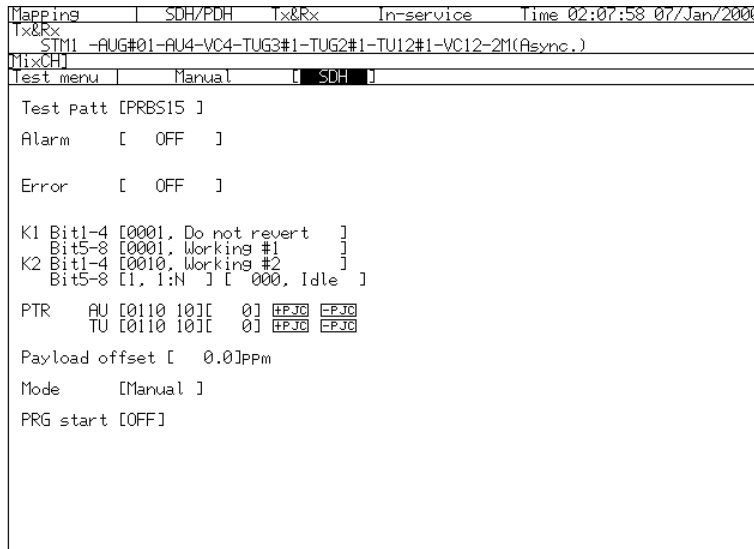 Mapping | SDH/PDH Tx&Rx In-service Time 02:07:58 07/Jan/2000
Tx&Rx
STM1 -AUG#01-AU4-VC4-TUG3#1-TUG2#1-TU12#1-VC12-2M(Async.)
MixCH]
Test menu | Manual [ SDH ]
Test patt [PRBS15 ]
Alarm [ OFF ]
Error [ OFF ]
K1 Bit1-4 [0001, Do not revert ]
Bit5-8 [0001, Working #1 ]
K2 Bit1-4 [0010, Working #2 ]
Bit5-8 [1, 1:N ] [ 000, Idle ]
PTR AU [0110 10][ 0] +PJC -PJC
TU [0110 10][ 0] +PJC -PJC
Payload offset [ 0.0]ppm
Mode [Manual ]
PRG start [OFF]